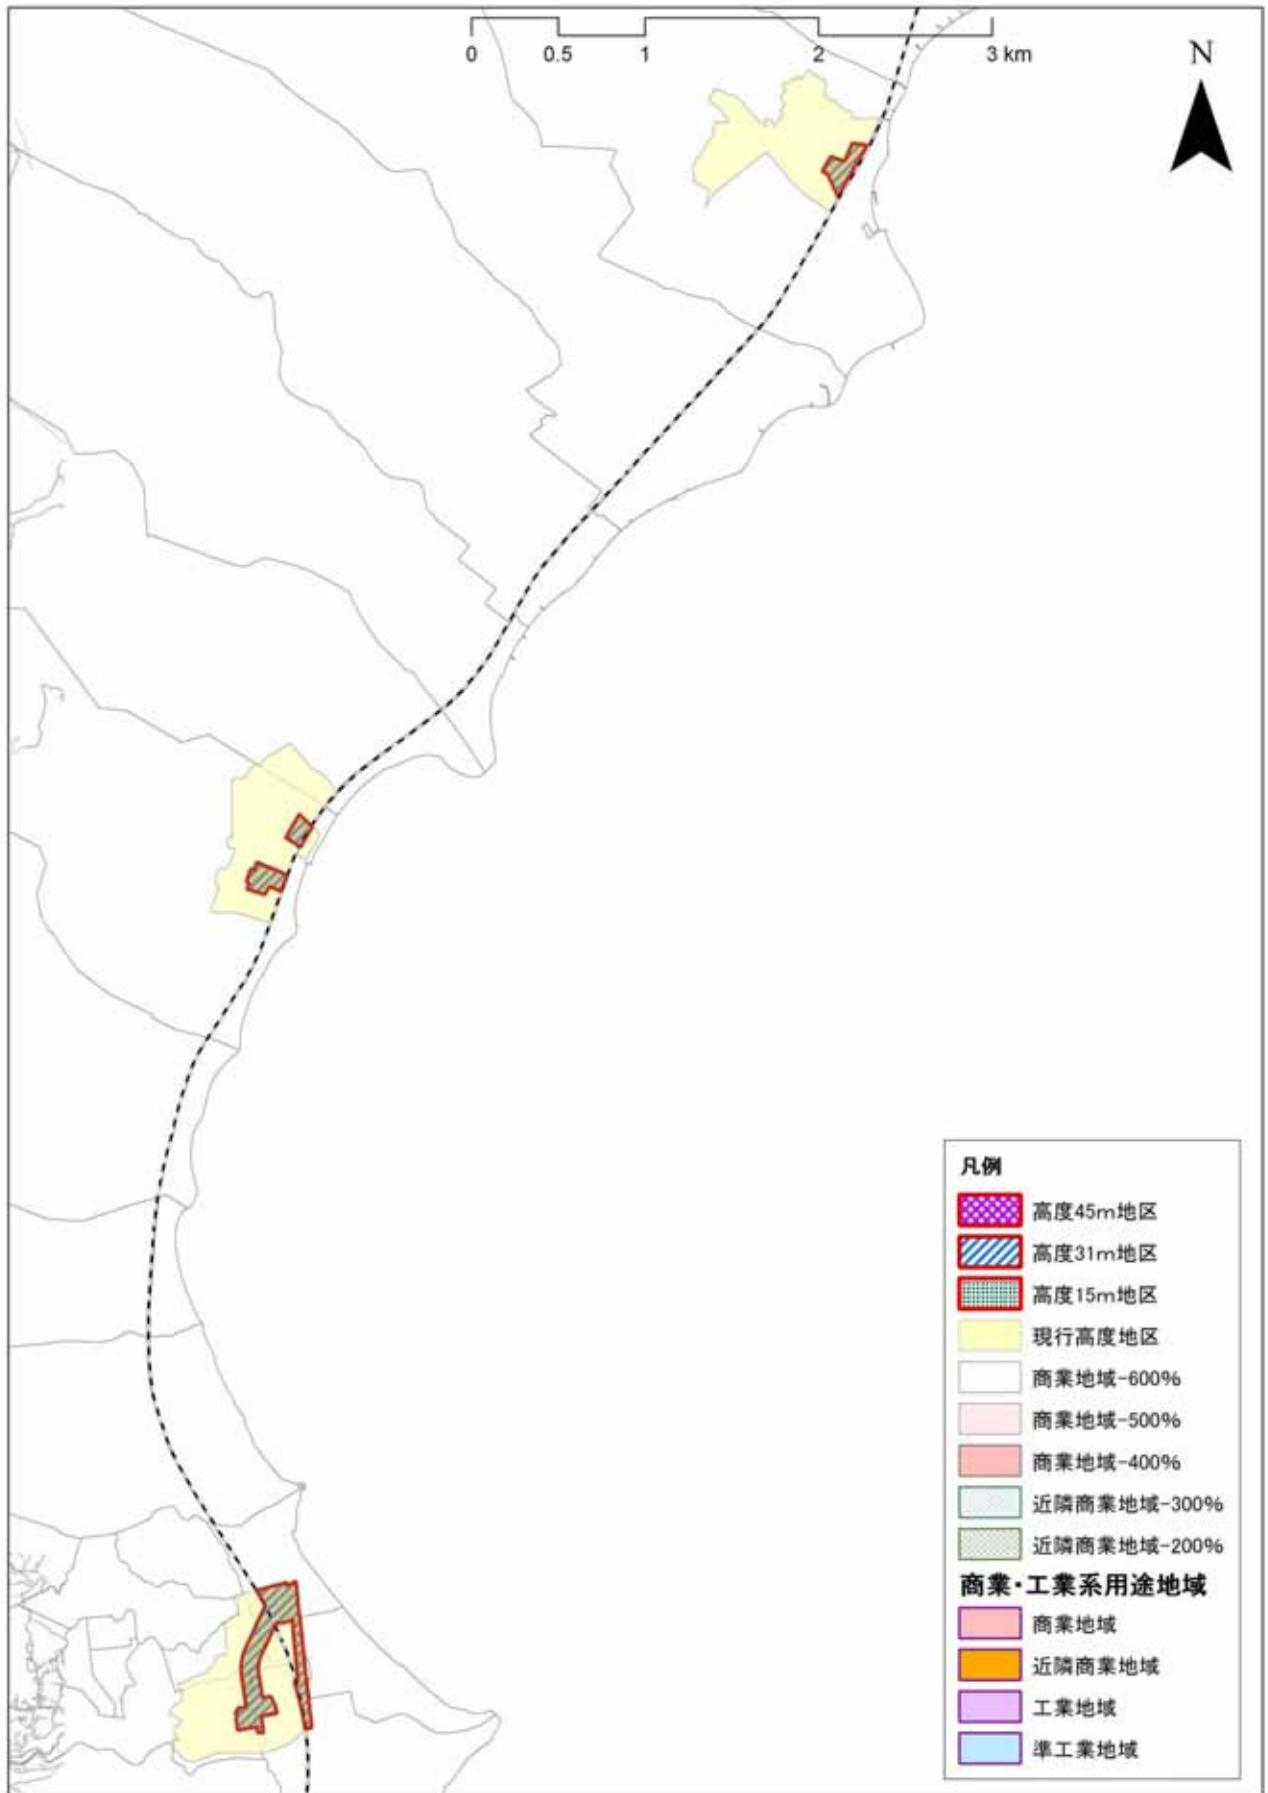 0 0.5 1 2 3 km
N
凡例
高度45m地区
高度31m地区
高度15m地区
現行高度地区
商業地域-600%
商業地域-500%
商業地域-400%
近隣商業地域-300%
近隣商業地域-200%
商業・工業系用途地域
商業地域
近隣商業地域
工業地域
準工業地域